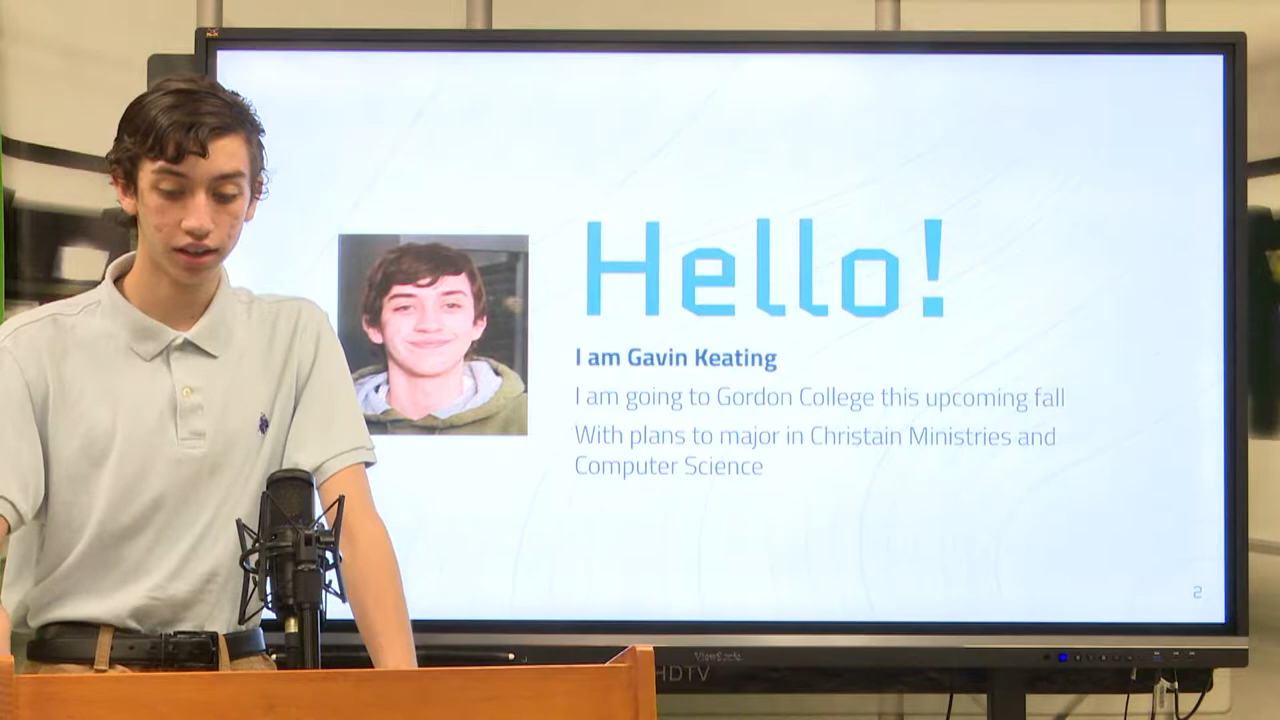 Hello!
I am Gavin Keating
I am going to Gordon College this upcoming fall
With plans to major in Christain Ministries and
Computer Science
2
ViewSonic
HDTV